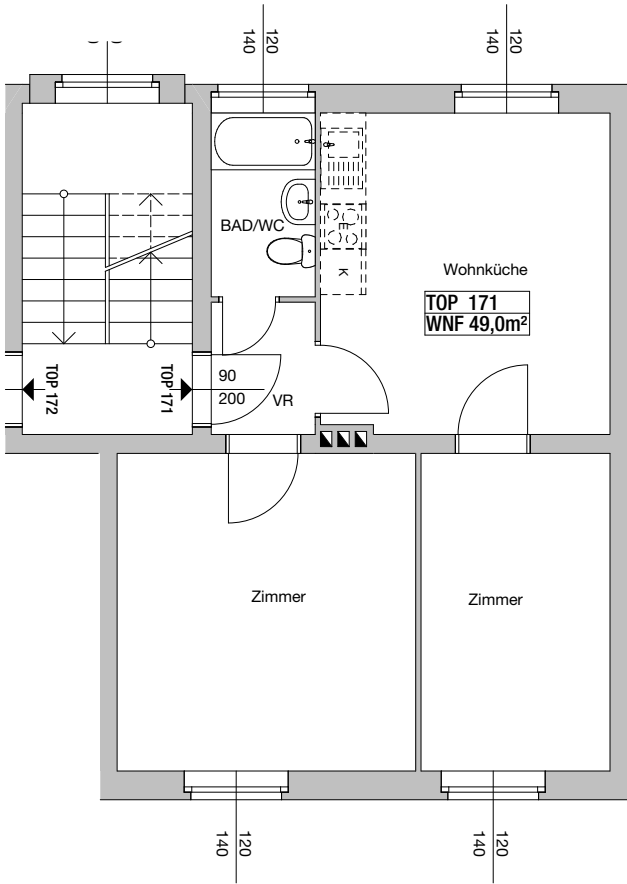 140
120
140
120
BAD/WC
E
K
Wohnküche
TOP 171
WNF 49,0m²
TOP 172
TOP 171
90
200
VR
Zimmer
Zimmer
140
120
140
120